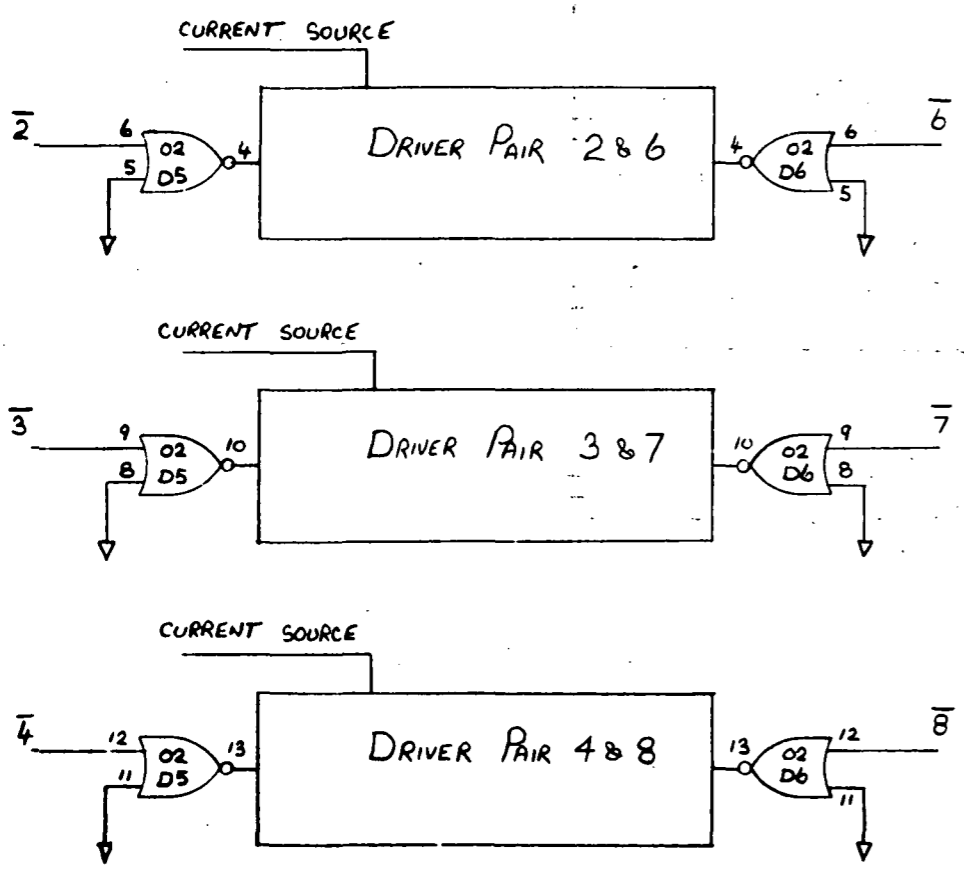 CURRENT SOURCE
2̅ 6 5 02 D5 4 DRIVER PAIR 2 & 6 4 02 D6 6 5 6̅
CURRENT SOURCE
3̅ 9 8 02 D5 10 DRIVER PAIR 3 & 7 10 02 D6 9 8 7̅
CURRENT SOURCE
4̅ 12 11 02 D5 13 DRIVER PAIR 4 & 8 13 02 D6 12 11 8̅